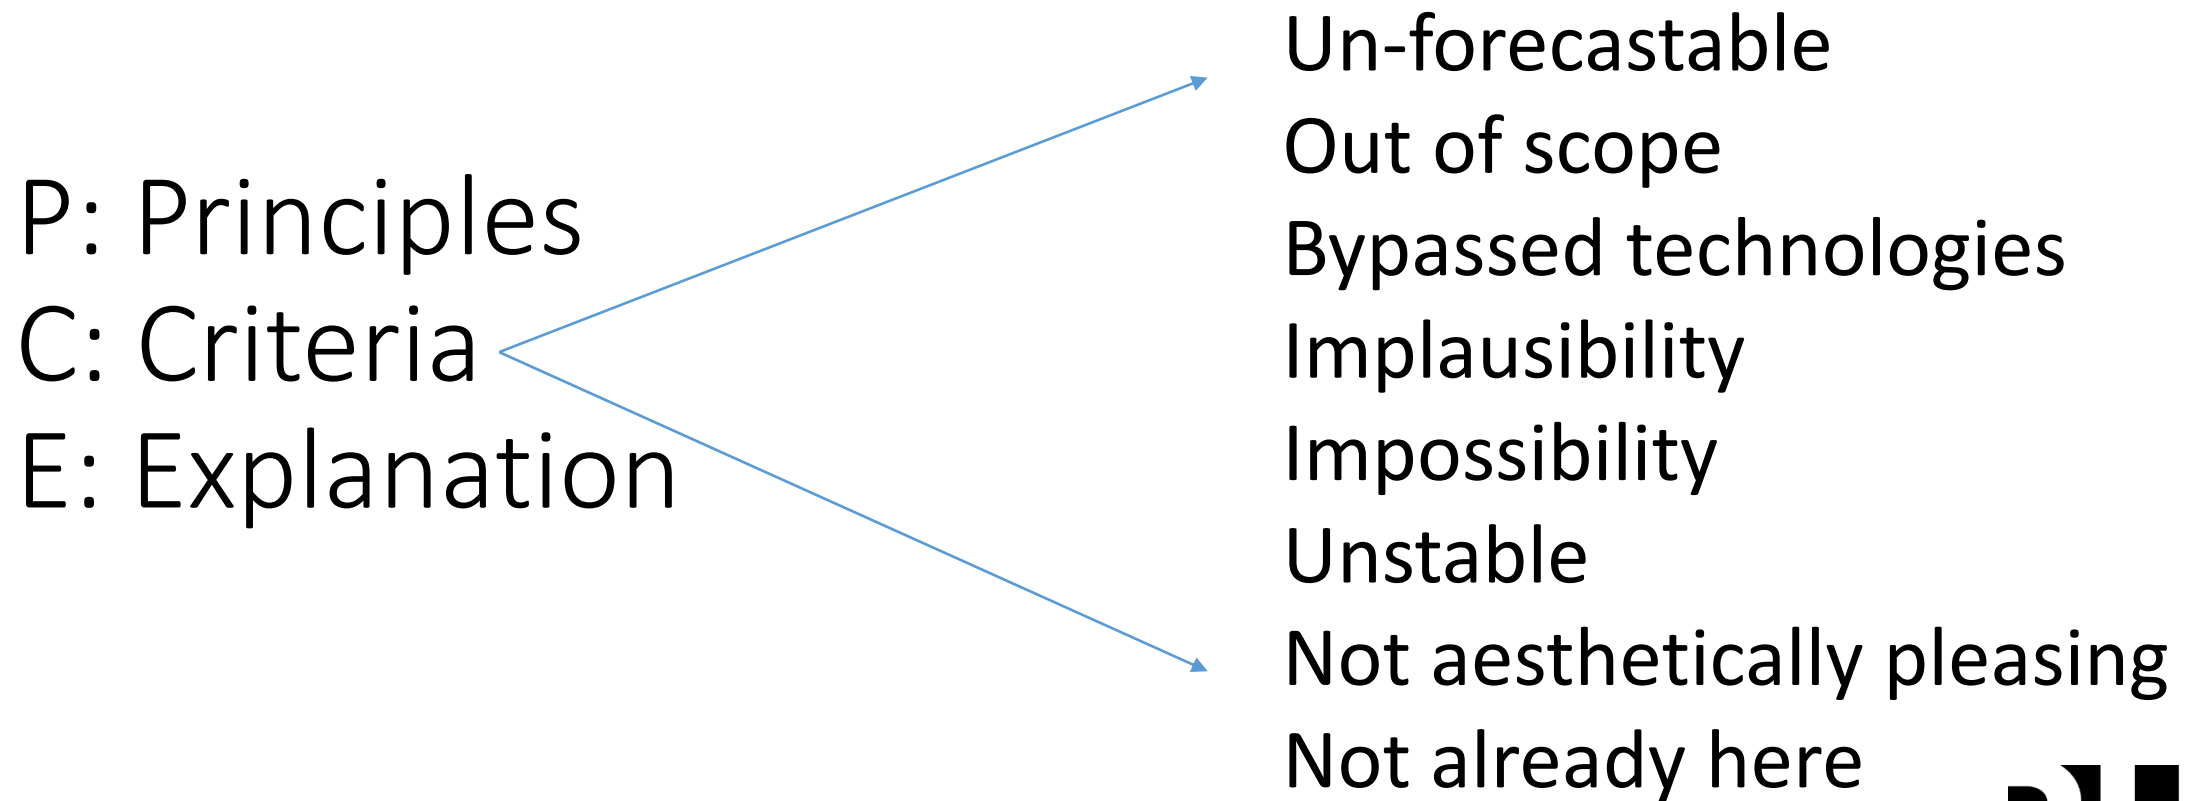 P: Principles
C: Criteria
E: Explanation
Un-forecastable
Out of scope
Bypassed technologies
Implausibility
Impossibility
Unstable
Not aesthetically pleasing
Not already here